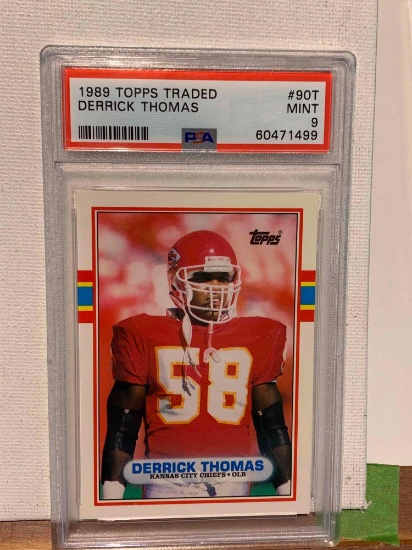 1989 TOPPS TRADED #90T
DERRICK THOMAS MINT
9
PSA 60471499
Topps
58
DERRICK THOMAS
KANSAS CITY CHIEFS • OLB